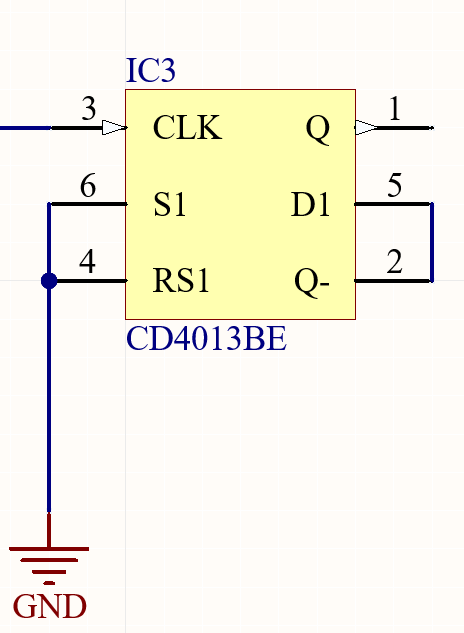 IC3
3 CLK Q 1
6 S1 D1 5
4 RS1 Q- 2
CD4013BE
GND